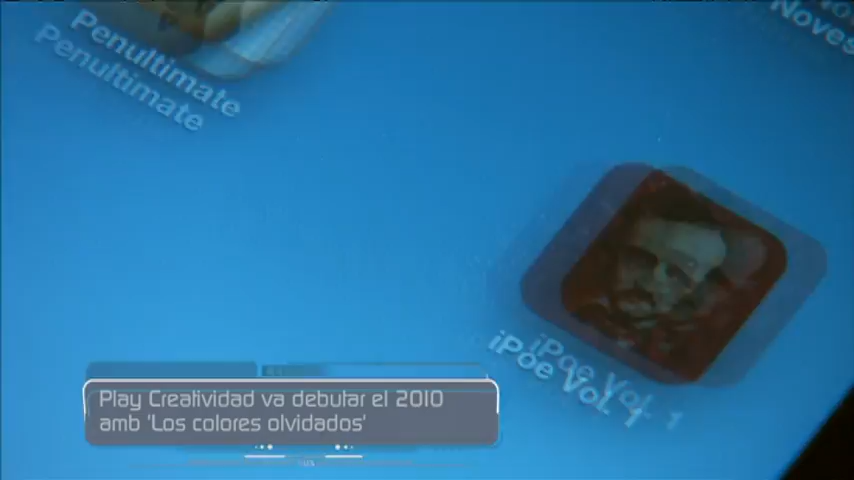 Penultimate
Penultimate
Noves
iPoe Vol. 1
iPoe Vol. 1
Play Creatividad va debutar el 2010
amb 'Los colores olvidados'